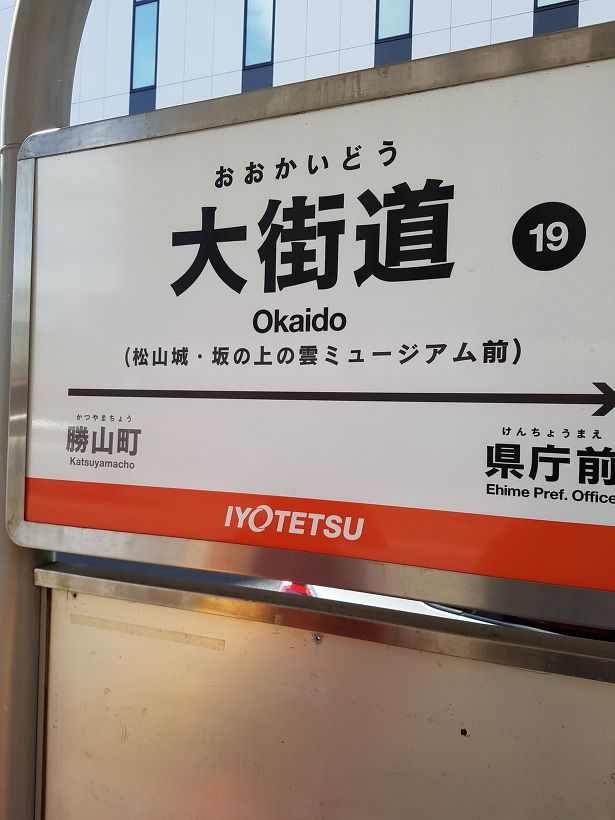 おおかいどう
大街道
19
Okaido
(松山城・坂の上の雲ミュージアム前)
かつやまちょう
勝山町
Katsuyamacho
けんちょうまえ
県庁前
Ehime Pref. Office
IYOTETSU